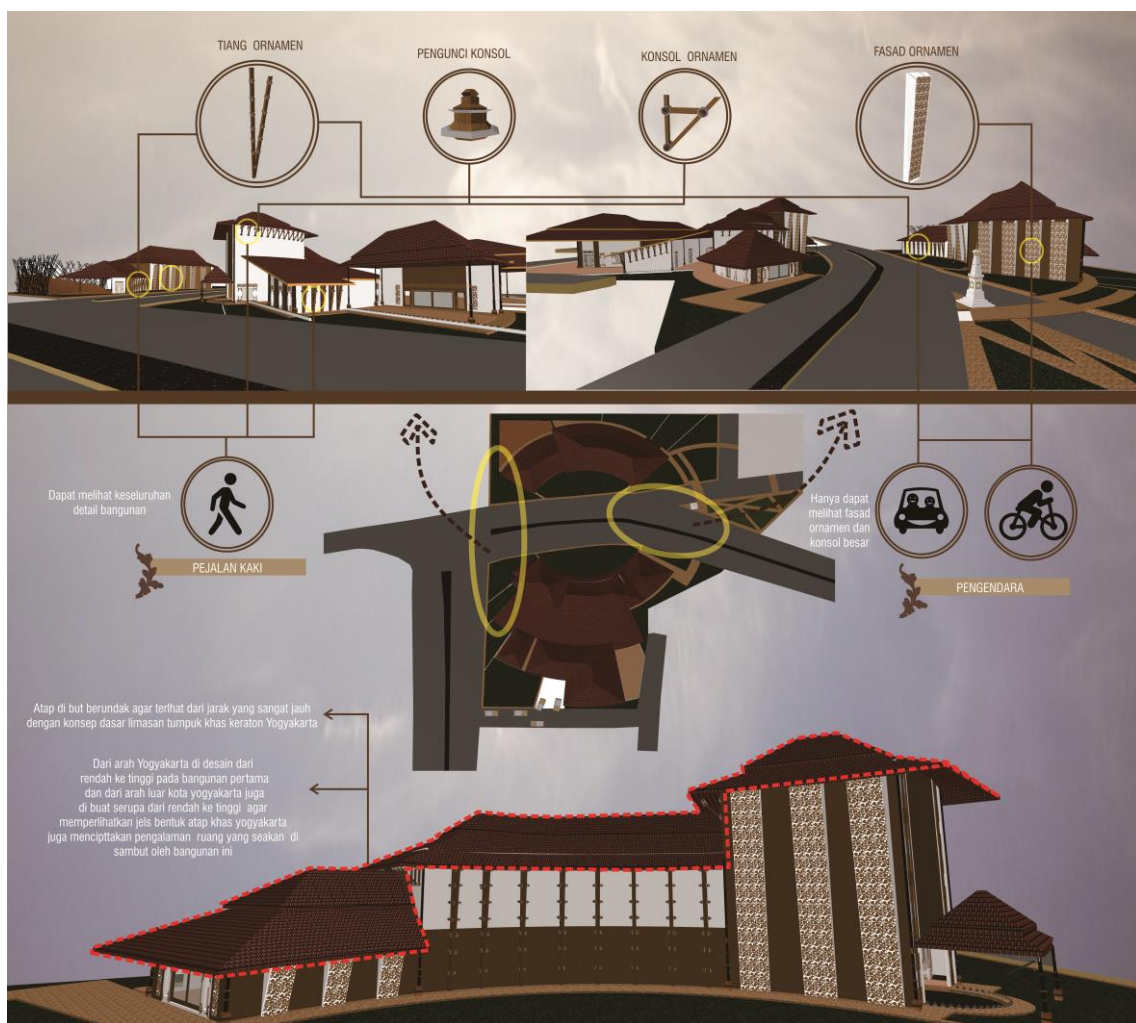 TIANG ORNAMEN
PENGUNCI KONSOL
KONSOL ORNAMEN
FASAD ORNAMEN
Dapat melihat keseluruhan
detail bangunan
PEJALAN KAKI
Hanya dapat
melihat fasad
ornamen dan
konsol besar
PENGENDARA
Atap di but berundak agar terlhat dari jarak yang sangat jauh
dengan konsep dasar limasan tumpuk khas keraton Yogyakarta
Dari arah Yogyakarta di desain dari
rendah ke tinggi pada bangunan pertama
dan dari arah luar kota yogyakarta juga
di buat serupa dari rendah ke tinggi agar
memperlihatkan jels bentuk atap khas yogyakarta
juga mencipttakan pengalaman ruang yang seakan di
sambut oleh bangunan ini